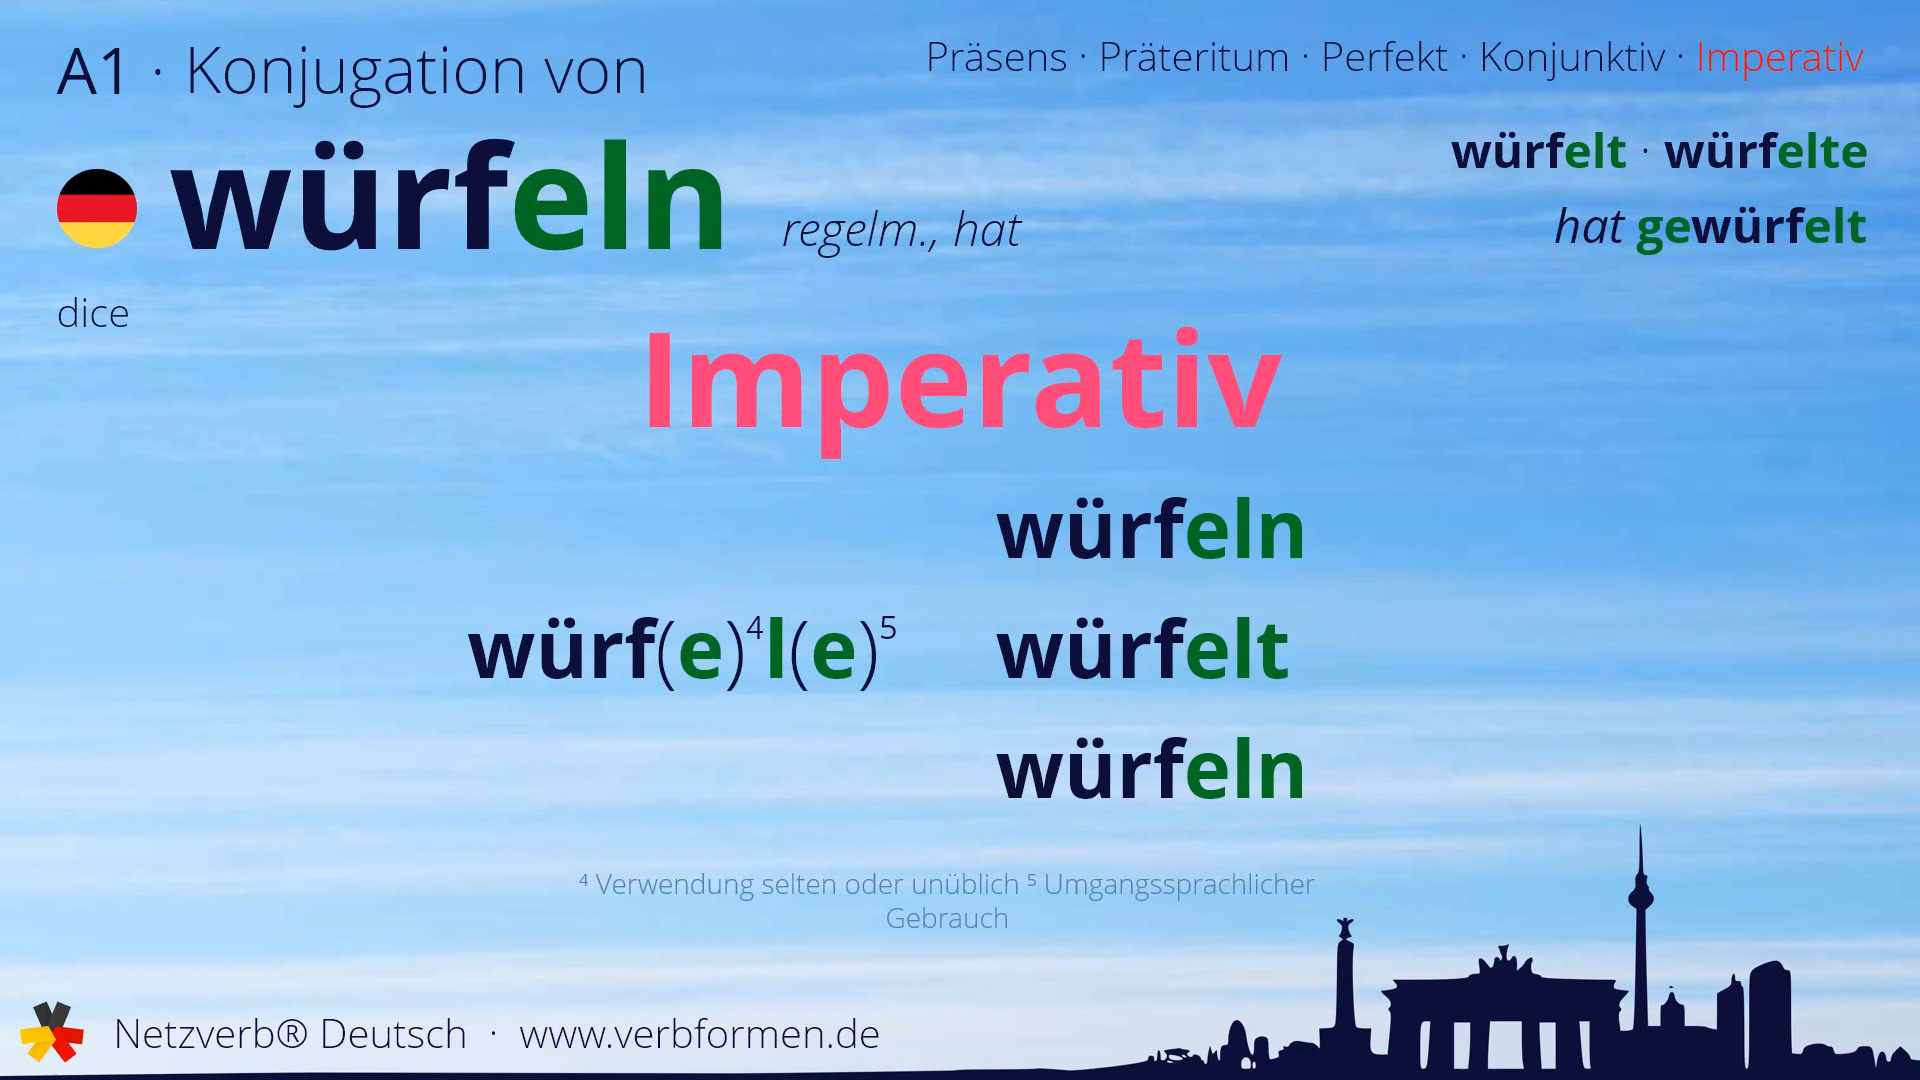 A1 · Konjugation von
Präsens · Präteritum · Perfekt · Konjunktiv · Imperativ
würfeln regelm., hat
würfelt · würfelte
hat gewürfelt
dice
Imperativ
würfeln
würf(e)⁴l(e)⁵ würfelt
würfeln
⁴ Verwendung selten oder unüblich ⁵ Umgangssprachlicher
Gebrauch
Netzverb® Deutsch · www.verbformen.de